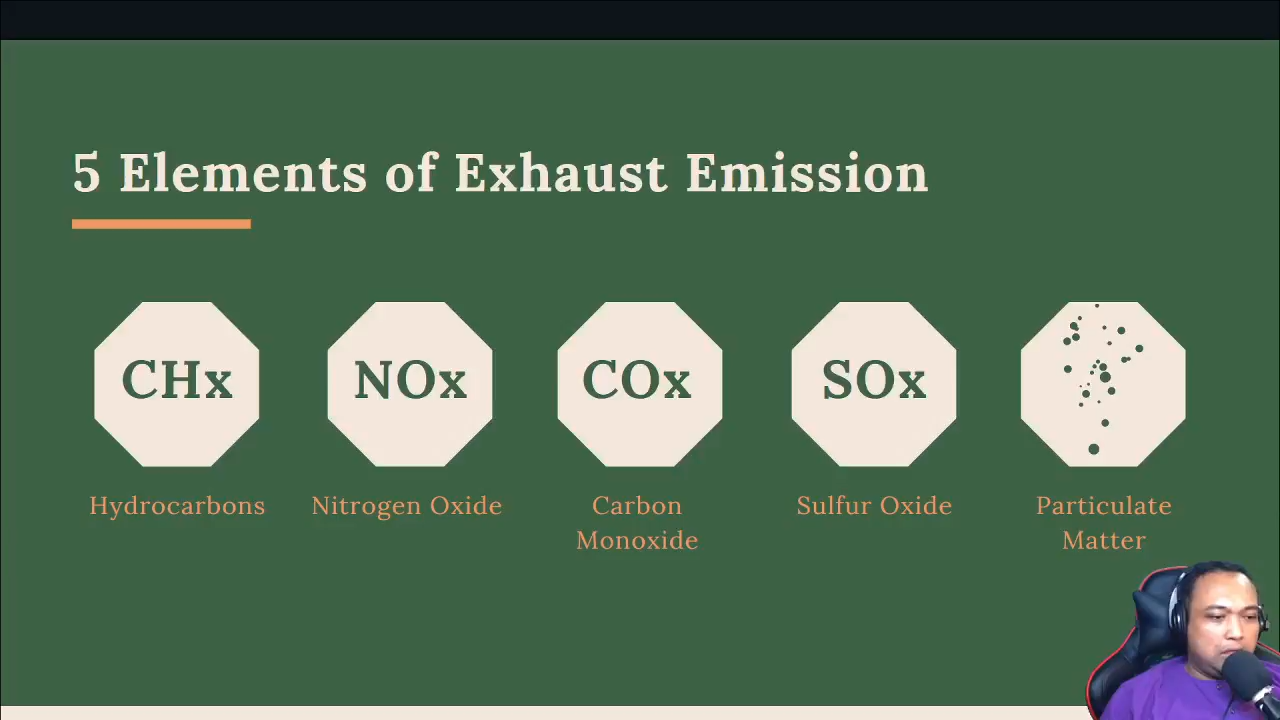 5 Elements of Exhaust Emission
CHx
NOx
COx
SOx
Hydrocarbons
Nitrogen Oxide
Carbon
Monoxide
Sulfur Oxide
Particulate
Matter